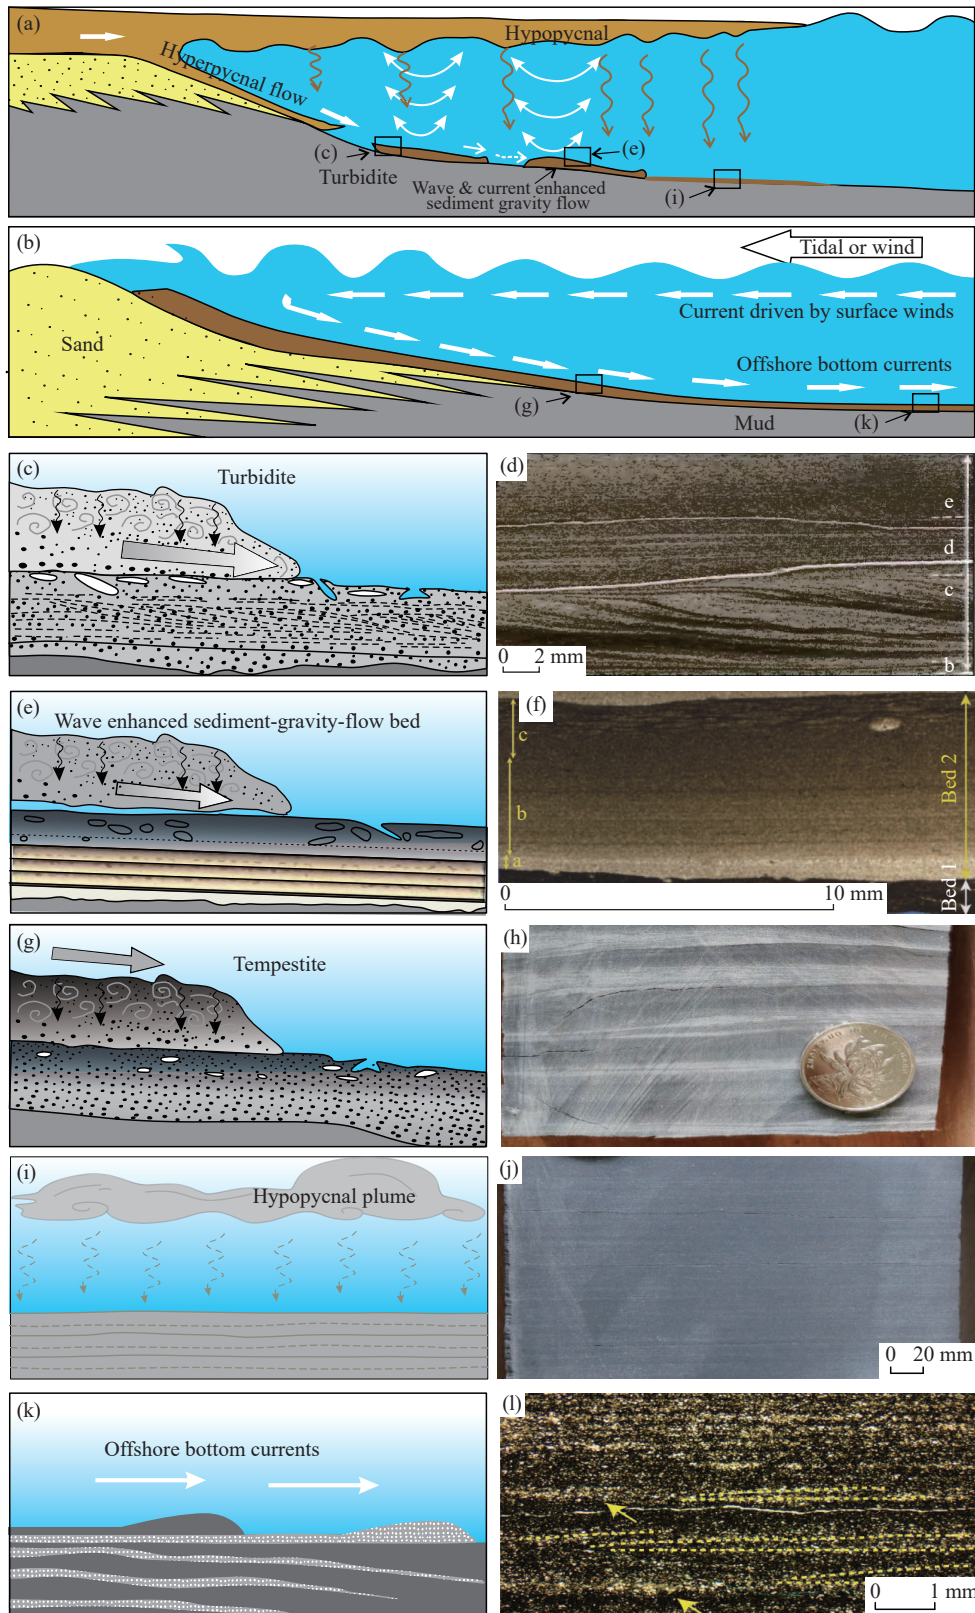 (a)
Hypopycnal
Hyperpycnal flow
(c)
(e)
Turbidite
Wave & current enhanced
sediment gravity flow
(i)
(b)
Tidal or wind
Current driven by surface winds
Sand
Offshore bottom currents
(g)
Mud
(k)
(c)
Turbidite
(d)
e
d
c
b
0 2 mm
(e)
Wave enhanced sediment-gravity-flow bed
(f)
c
b
a
Bed 2
Bed 1
0 10 mm
(g)
Tempestite
(h)
(i)
Hypopycnal plume
(j)
0 20 mm
(k)
Offshore bottom currents
(l)
0 1 mm